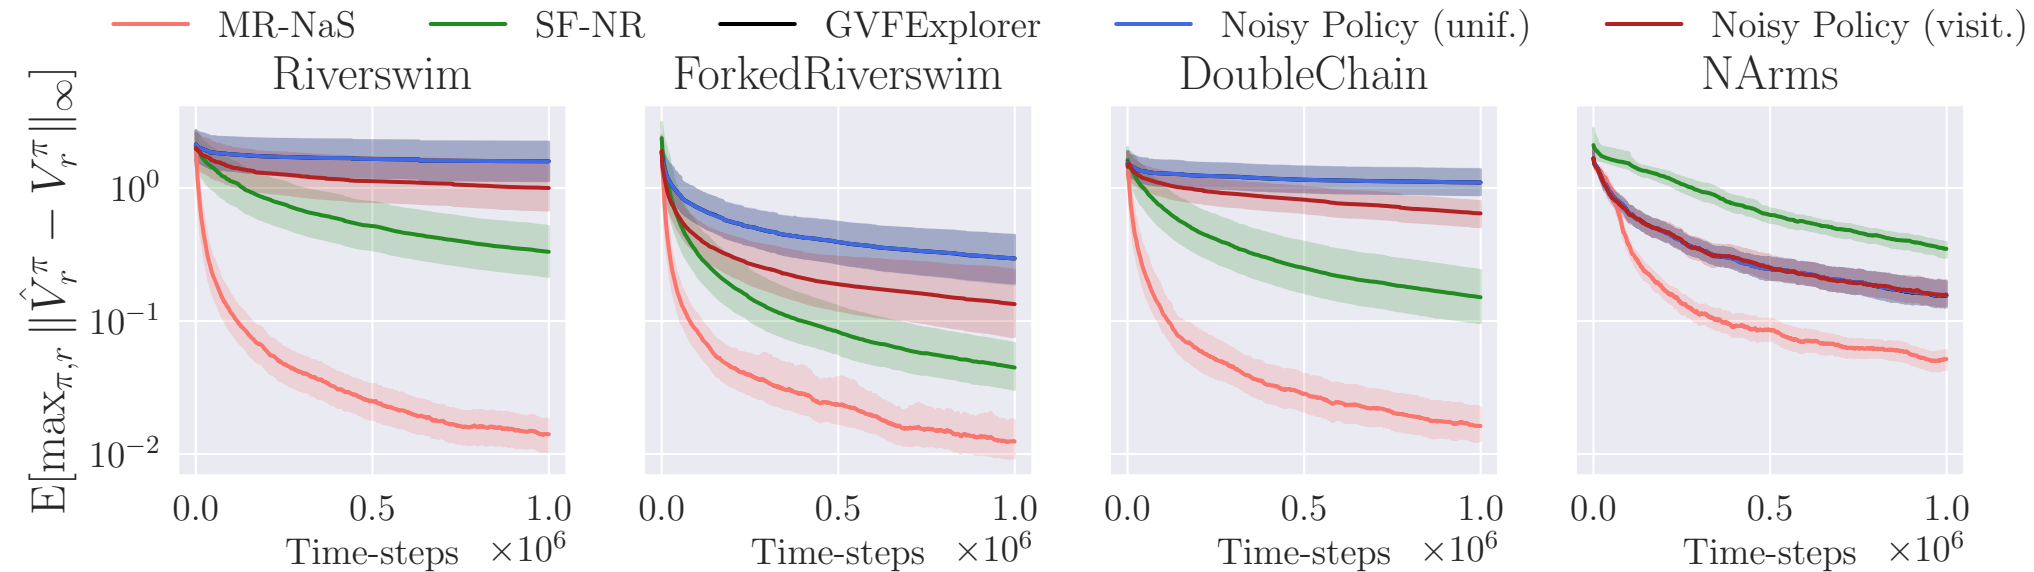 MR-NaS SF-NR GVFExplorer Noisy Policy (unif.) Noisy Policy (visit.)
Riverswim ForkedRiverswim DoubleChain NArms
E[max_{π,r} ||V̂_r^π − V_r^π||_∞]
10^0
10^{−1}
10^{−2}
0.0 0.5 1.0 0.0 0.5 1.0 0.0 0.5 1.0 0.0 0.5 1.0
Time-steps ×10^6 Time-steps ×10^6 Time-steps ×10^6 Time-steps ×10^6